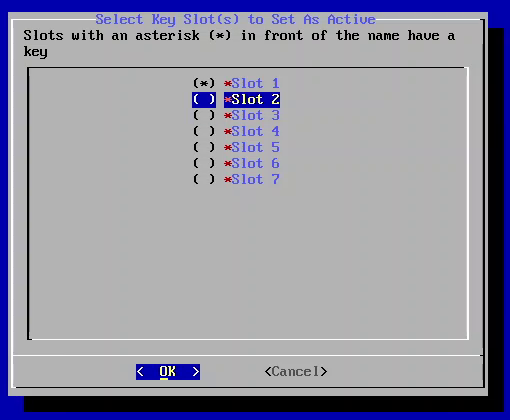 Select Key Slot(s) to Set As Active
Slots with an asterisk (*) in front of the name have a
key
(*) *Slot 1
( ) *Slot 2
( ) *Slot 3
( ) *Slot 4
( ) *Slot 5
( ) *Slot 6
( ) *Slot 7
< OK > <Cancel>